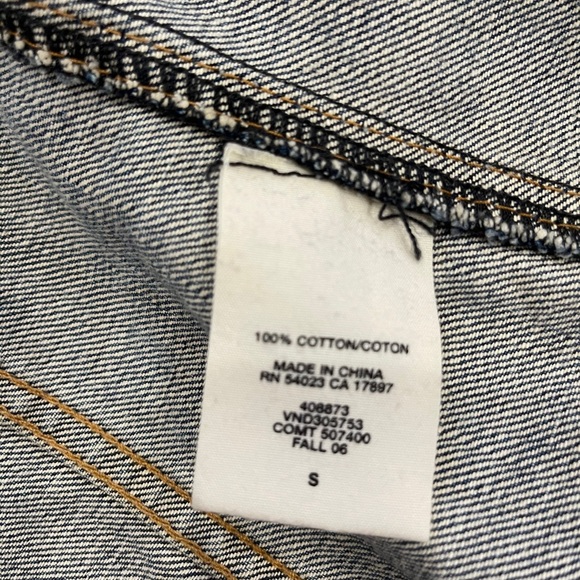 100% COTTON/COTON
MADE IN CHINA
RN 54023 CA 17897
408873
VND305753
COMT 507400
FALL 06
S